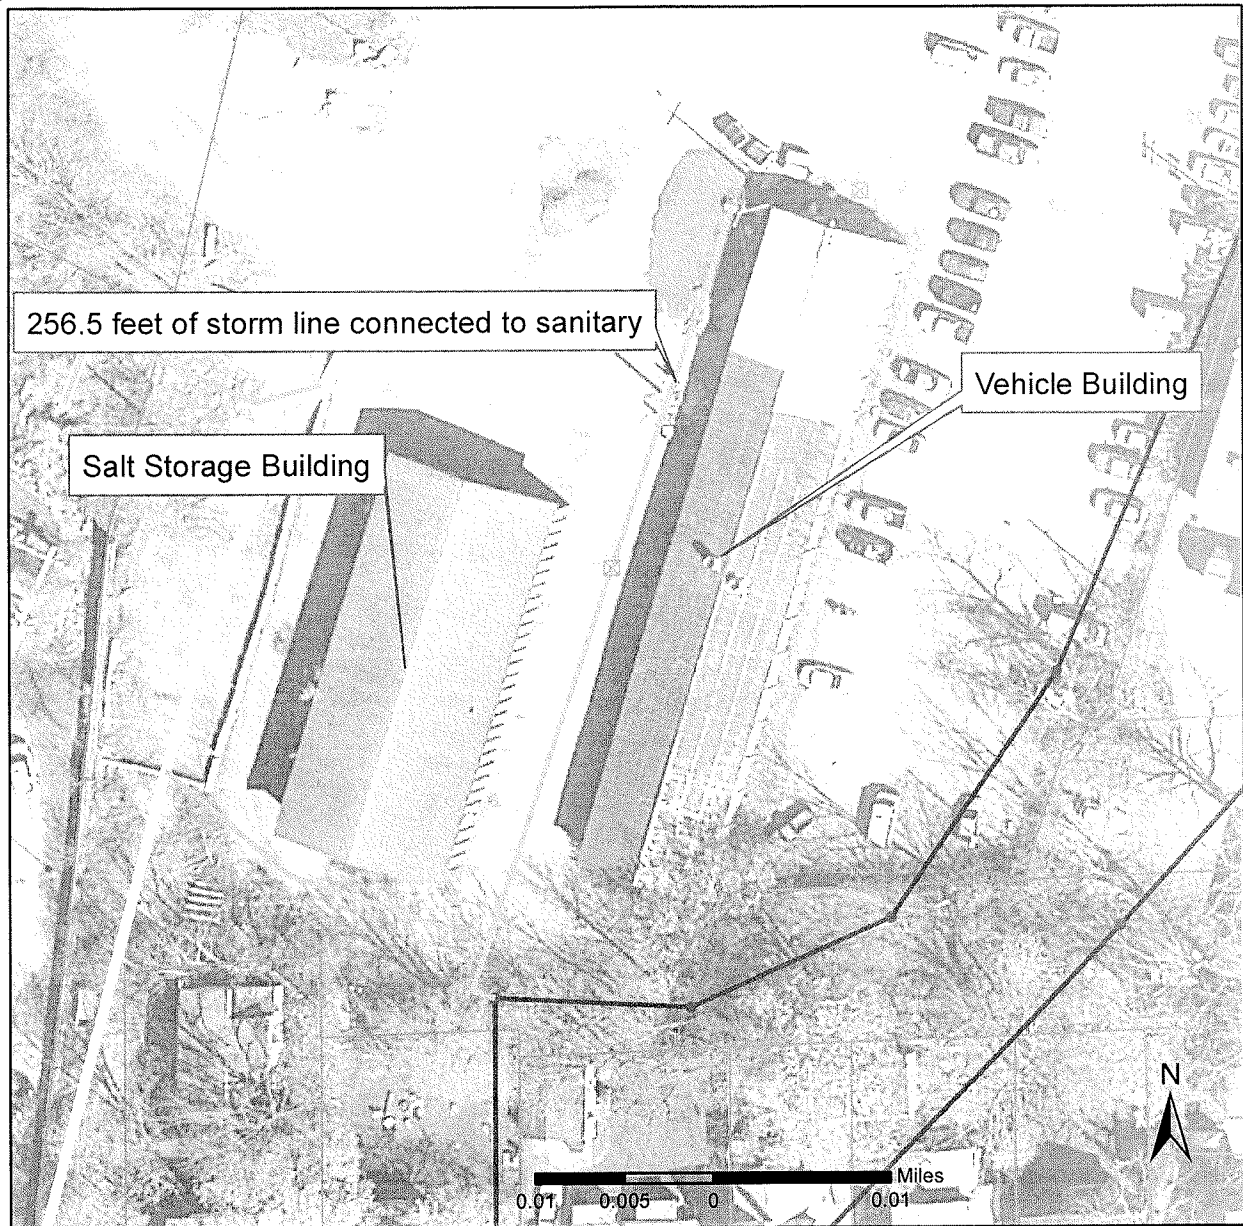 256.5 feet of storm line connected to sanitary
Vehicle Building
Salt Storage Building
N
Miles
0.01 0.005 0 0.01